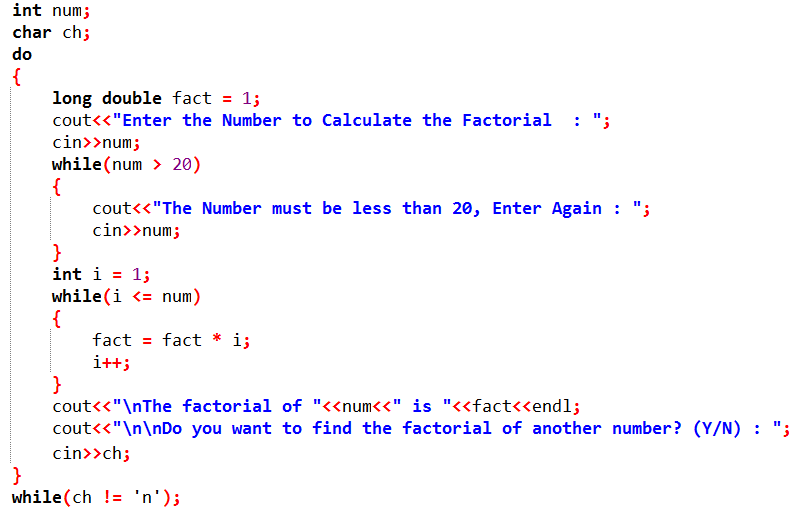 int num;
char ch;
do
{
    long double fact = 1;
    cout<<"Enter the Number to Calculate the Factorial  : ";
    cin>>num;
    while(num > 20)
    {
        cout<<"The Number must be less than 20, Enter Again : ";
        cin>>num;
    }
    int i = 1;
    while(i <= num)
    {
        fact = fact * i;
        i++;
    }
    cout<<"\nThe factorial of "<<num<<" is "<<fact<<endl;
    cout<<"\n\nDo you want to find the factorial of another number? (Y/N) : ";
    cin>>ch;
}
while(ch != 'n');